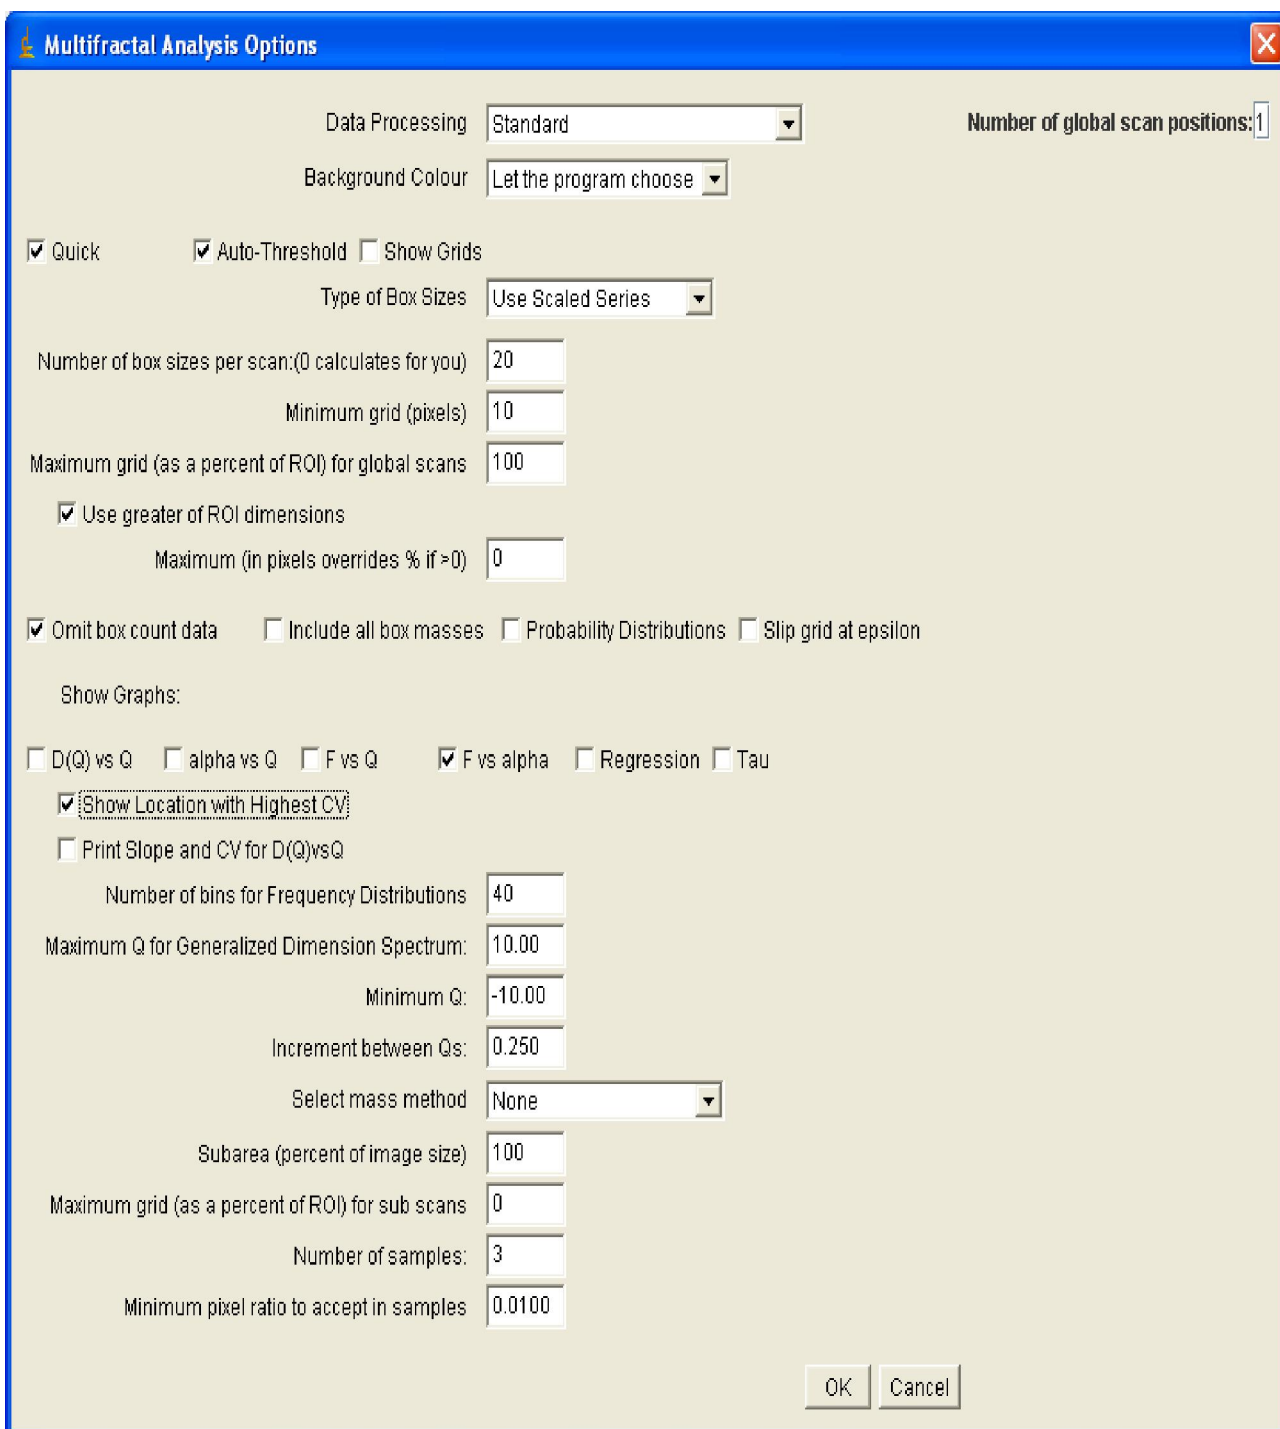 Multifractal Analysis Options
Data Processing Standard Number of global scan positions: 1
Background Colour Let the program choose
Quick Auto-Threshold Show Grids
Type of Box Sizes Use Scaled Series
Number of box sizes per scan:(0 calculates for you) 20
Minimum grid (pixels) 10
Maximum grid (as a percent of ROI) for global scans 100
Use greater of ROI dimensions
Maximum (in pixels overrides % if >0) 0
Omit box count data Include all box masses Probability Distributions Slip grid at epsilon
Show Graphs:
D(Q) vs Q alpha vs Q F vs Q F vs alpha Regression Tau
Show Location with Highest CV
Print Slope and CV for D(Q)vsQ
Number of bins for Frequency Distributions 40
Maximum Q for Generalized Dimension Spectrum: 10.00
Minimum Q: -10.00
Increment between Qs: 0.250
Select mass method None
Subarea (percent of image size) 100
Maximum grid (as a percent of ROI) for sub scans 0
Number of samples: 3
Minimum pixel ratio to accept in samples 0.0100
OK Cancel